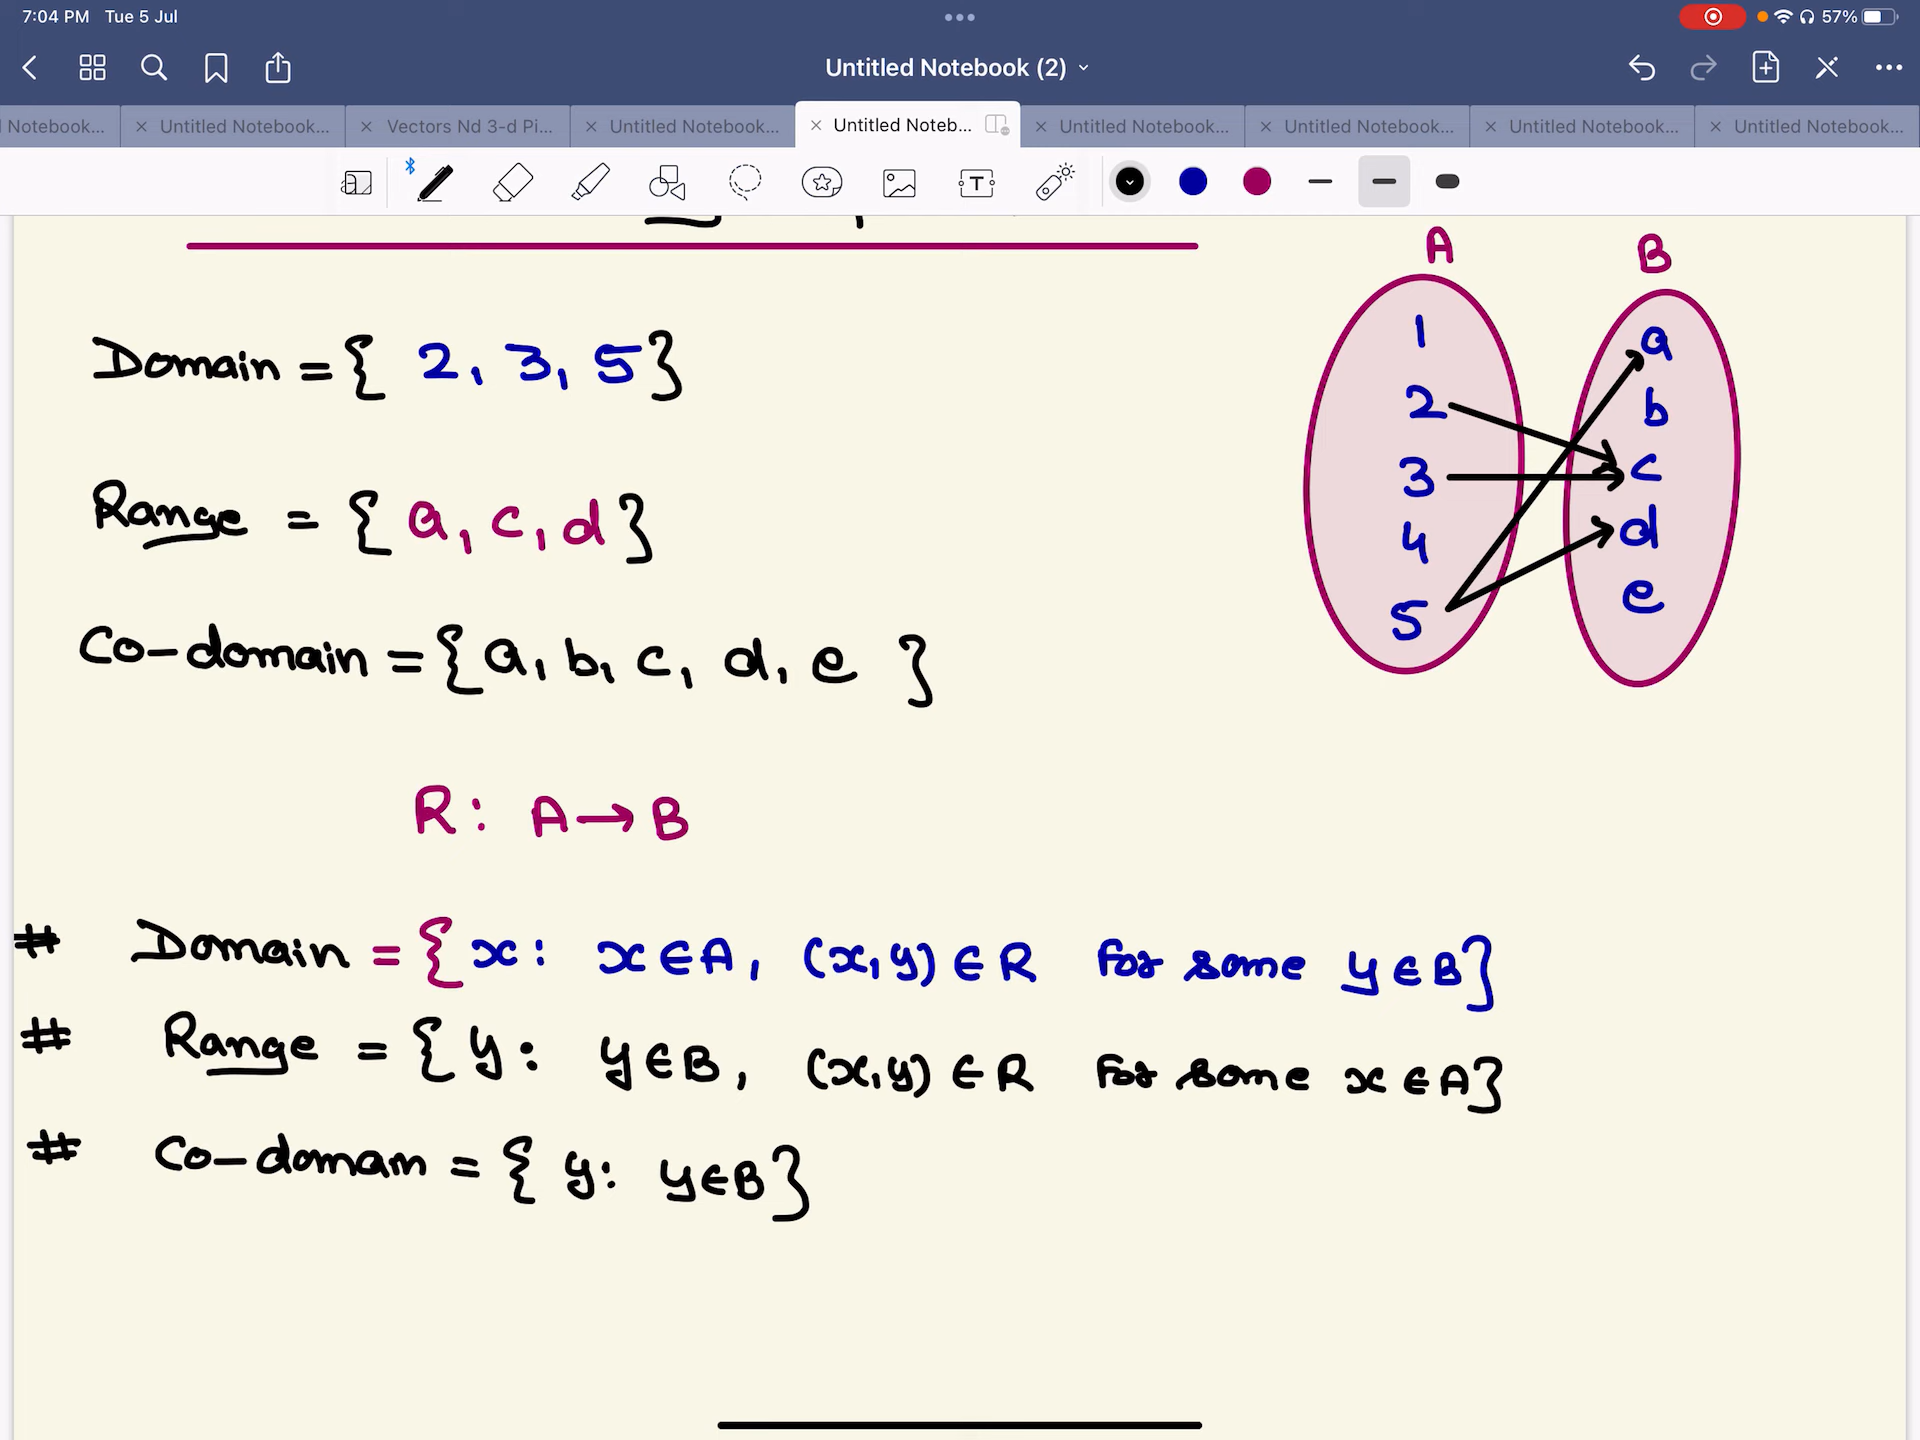 7:04 PM Tue 5 Jul
57%
Untitled Notebook (2)
Notebook... Untitled Notebook... Vectors Nd 3-d Pi... Untitled Notebook... Untitled Noteb... Untitled Notebook... Untitled Notebook... Untitled Notebook... Untitled Notebook...
T
A B
1 a
2 b
3 c
4 d
5 e
Domain = { 2, 3, 5}
Range = { a, c, d}
Co-domain = {a, b, c, d, e }
R: A→B
# Domain = { x: x∈A, (x,y)∈R for some y∈B}
# Range = { y: y∈B, (x,y)∈R for some x∈A}
# Co-domain = { y: y∈B}